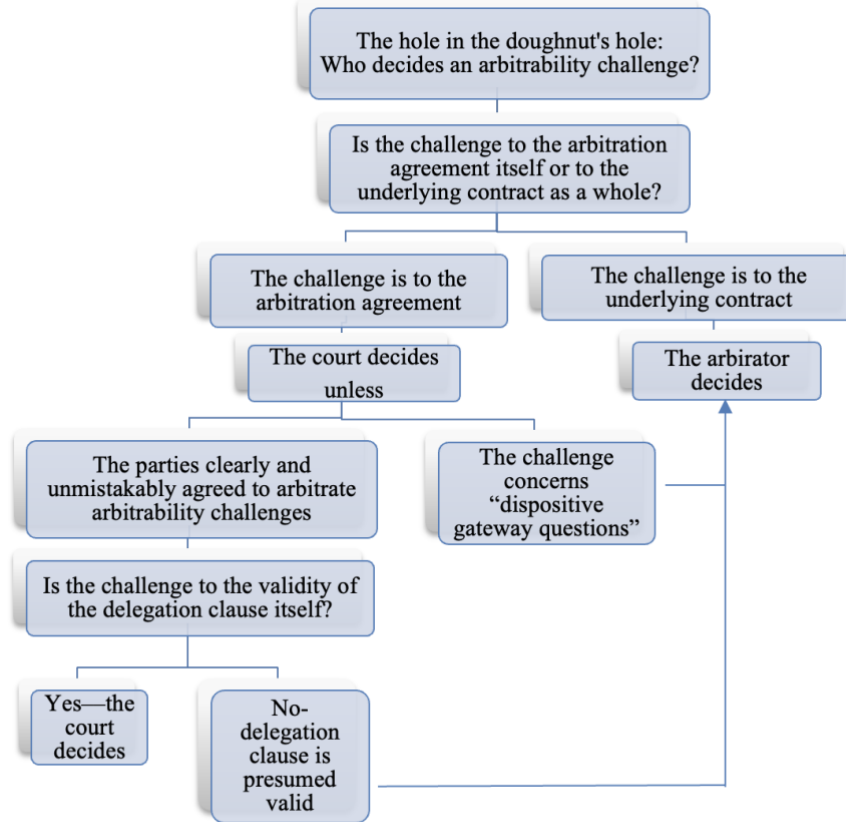 The hole in the doughnut's hole:
Who decides an arbitrability challenge?
Is the challenge to the arbitration
agreement itself or to the
underlying contract as a whole?
The challenge is to the
arbitration agreement
The challenge is to the
underlying contract
The court decides
unless
The arbirator
decides
The parties clearly and
unmistakably agreed to arbitrate
arbitrability challenges
The challenge
concerns
“dispositive
gateway questions”
Is the challenge to the validity of
the delegation clause itself?
Yes—the
court
decides
No-
delegation
clause is
presumed
valid